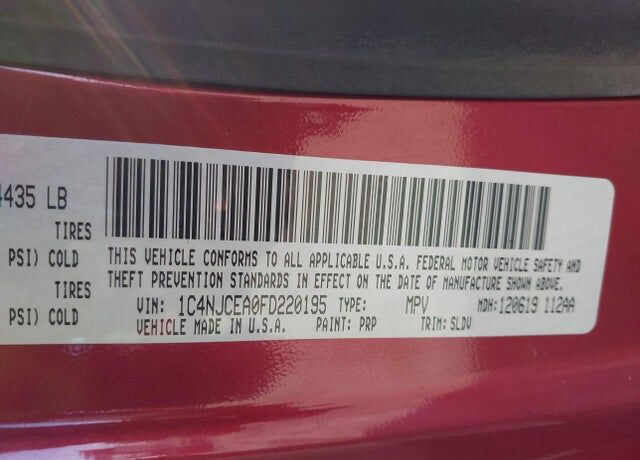 4435 LB
TIRES
PSI) COLD THIS VEHICLE CONFORMS TO ALL APPLICABLE U.S.A. FEDERAL MOTOR VEHICLE SAFETY AND
TIRES THEFT PREVENTION STANDARDS IN EFFECT ON THE DATE OF MANUFACTURE SHOWN ABOVE.
PSI) COLD VIN: 1C4NJCEA0FD220195 TYPE: MPV MDH:120619 112AA
VEHICLE MADE IN U.S.A. PAINT: PRP TRIM: SLDV